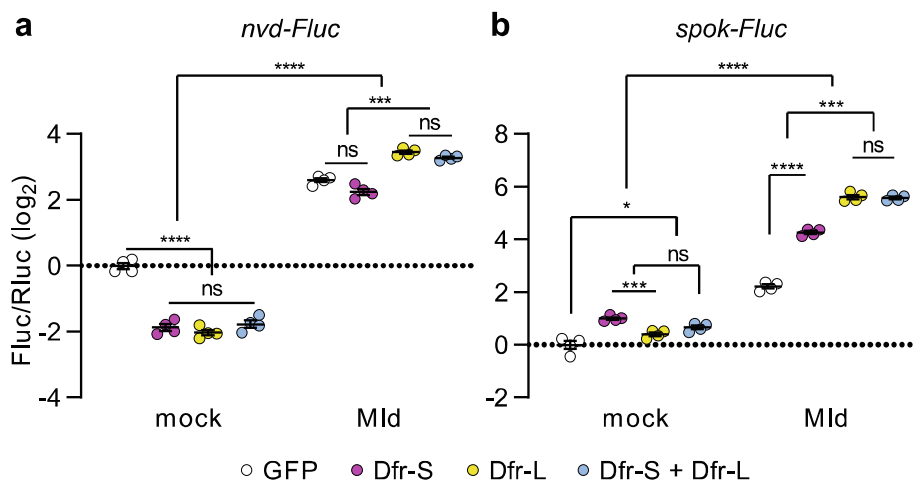 a
nvd-Fluc
Fluc/Rluc (log2)
4
2
0
-2
-4
****
***
ns
ns
****
ns
mock
Mld
b
spok-Fluc
8
6
4
2
0
-2
****
***
ns
****
*
ns
***
mock
Mld
GFP Dfr-S Dfr-L Dfr-S + Dfr-L